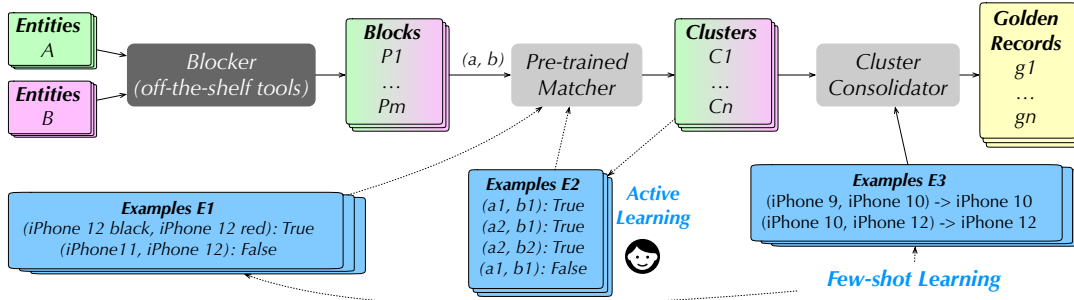 Entities
A
Entities
B
Blocker
(off-the-shelf tools)
Blocks
P1
...
Pm
(a, b)
Pre-trained
Matcher
Clusters
C1
...
Cn
Cluster
Consolidator
Golden
Records
g1
...
gn
Examples E1
(iPhone 12 black, iPhone 12 red): True
(iPhone11, iPhone 12): False
Examples E2
(a1, b1): True
(a2, b1): True
(a2, b2): True
(a1, b1): False
Active
Learning
Examples E3
(iPhone 9, iPhone 10) -> iPhone 10
(iPhone 10, iPhone 12) -> iPhone 12
Few-shot Learning